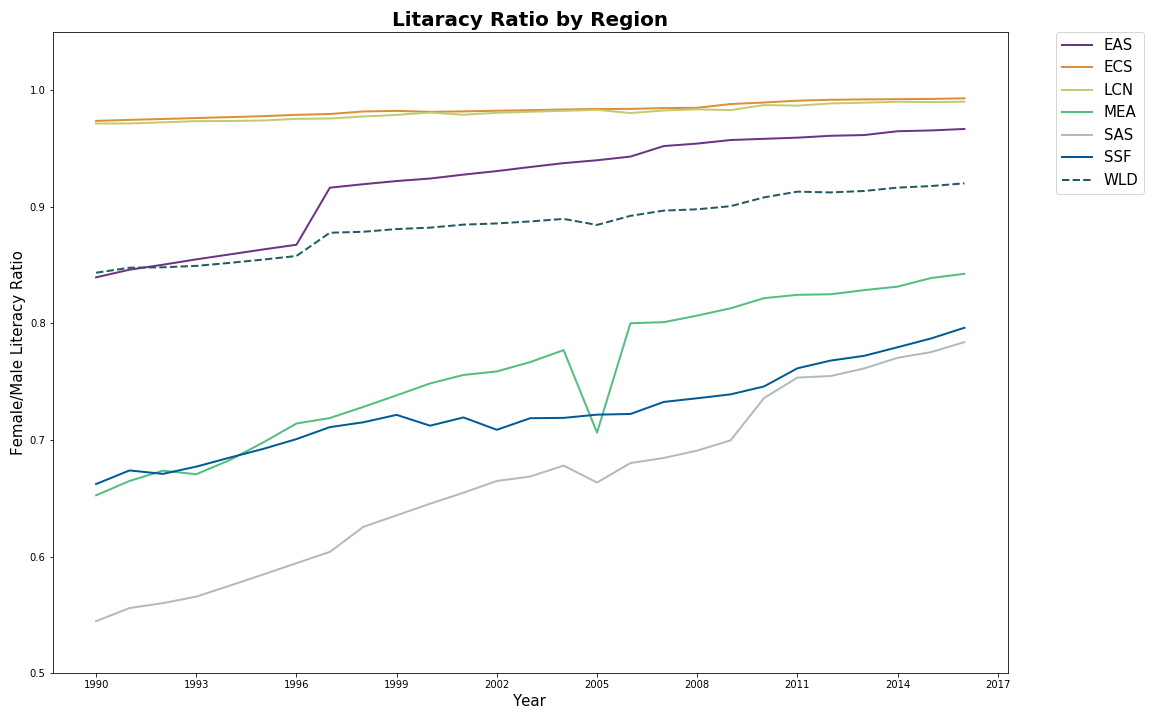 Litaracy Ratio by Region
EAS
ECS
LCN
MEA
SAS
SSF
WLD
Female/Male Literacy Ratio
1.0
0.9
0.8
0.7
0.6
0.5
1990 1993 1996 1999 2002 2005 2008 2011 2014 2017
Year